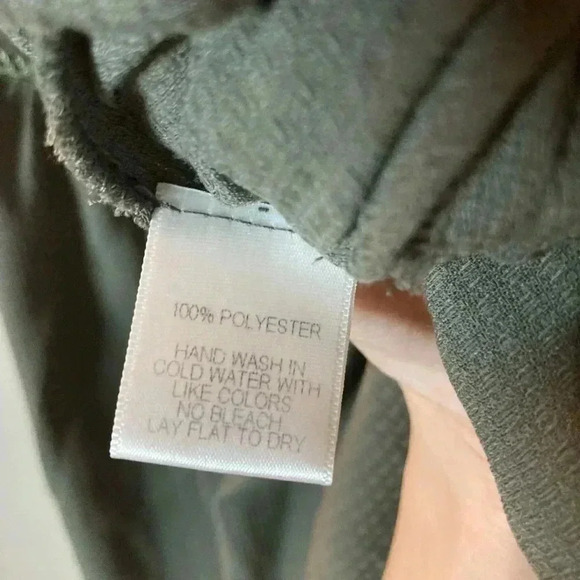 100% POLYESTER
HAND WASH IN
COLD WATER WITH
LIKE COLORS
NO BLEACH
LAY FLAT TO DRY